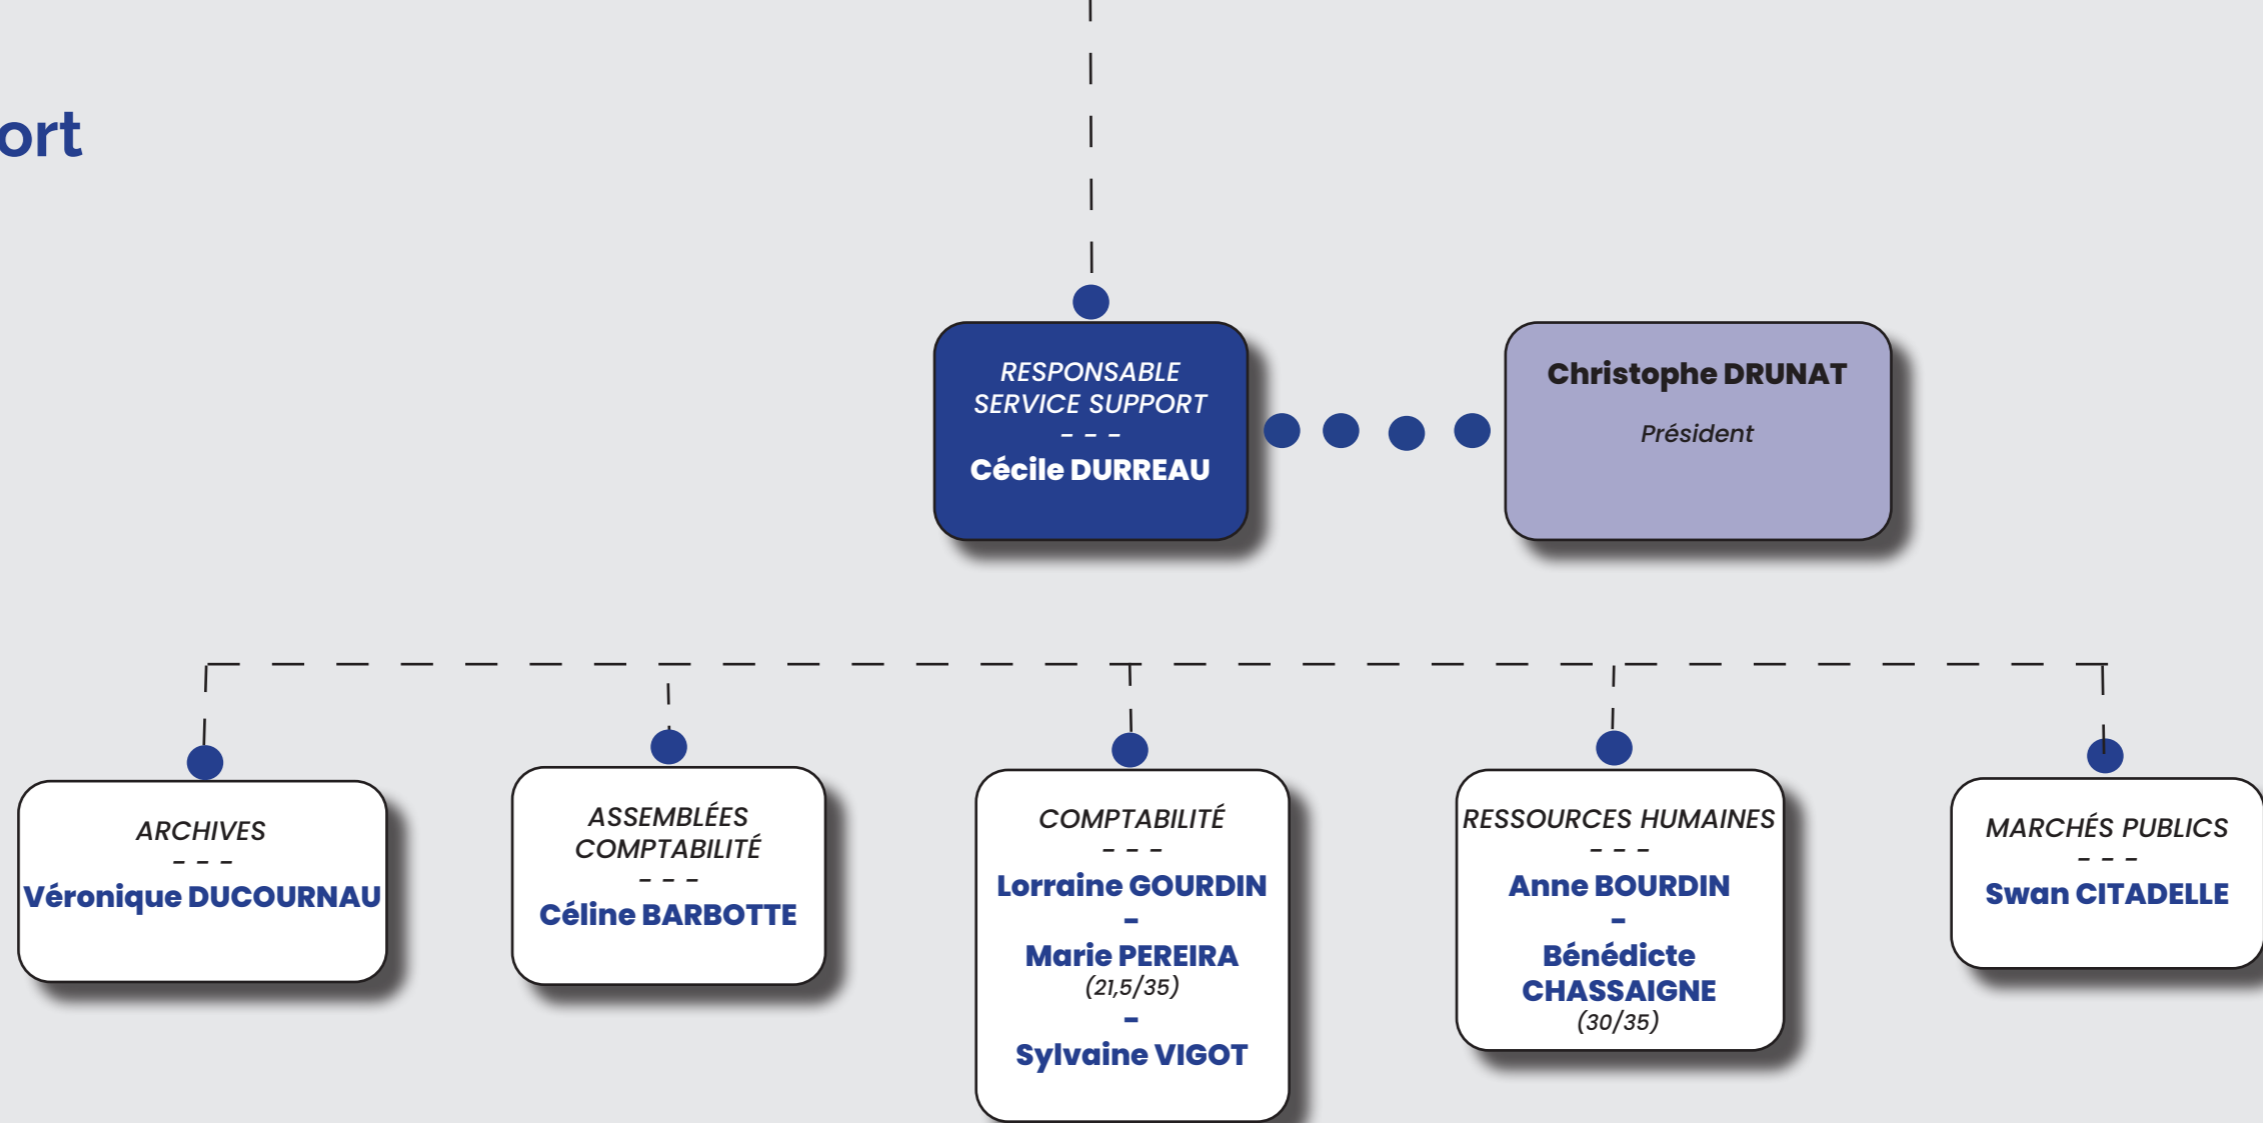 ort
RESPONSABLE
SERVICE SUPPORT
- - -
Cécile DURREAU
Christophe DRUNAT
Président
ARCHIVES
- - -
Véronique DUCOURNAU
ASSEMBLÉES
COMPTABILITÉ
- - -
Céline BARBOTTE
COMPTABILITÉ
- - -
Lorraine GOURDIN
-
Marie PEREIRA
(21,5/35)
-
Sylvaine VIGOT
RESSOURCES HUMAINES
- - -
Anne BOURDIN
-
Bénédicte
CHASSAIGNE
(30/35)
MARCHÉS PUBLICS
- - -
Swan CITADELLE